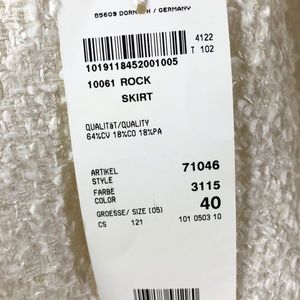 85609 DORNACH / GERMANY
4122
T 102
1019118452001005
10061 ROCK
SKIRT
QUALITäT/QUALITY
64%CV 18%CO 18%PA
ARTIKEL
STYLE
71046
FARBE
COLOR
3115
40
GROESSE/ SIZE (05)
CS 121
101 0503 10